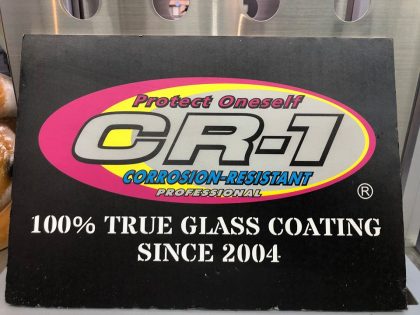 Protect Oneself
CR-1
CORROSION-RESISTANT
PROFESSIONAL
®
100% TRUE GLASS COATING
SINCE 2004